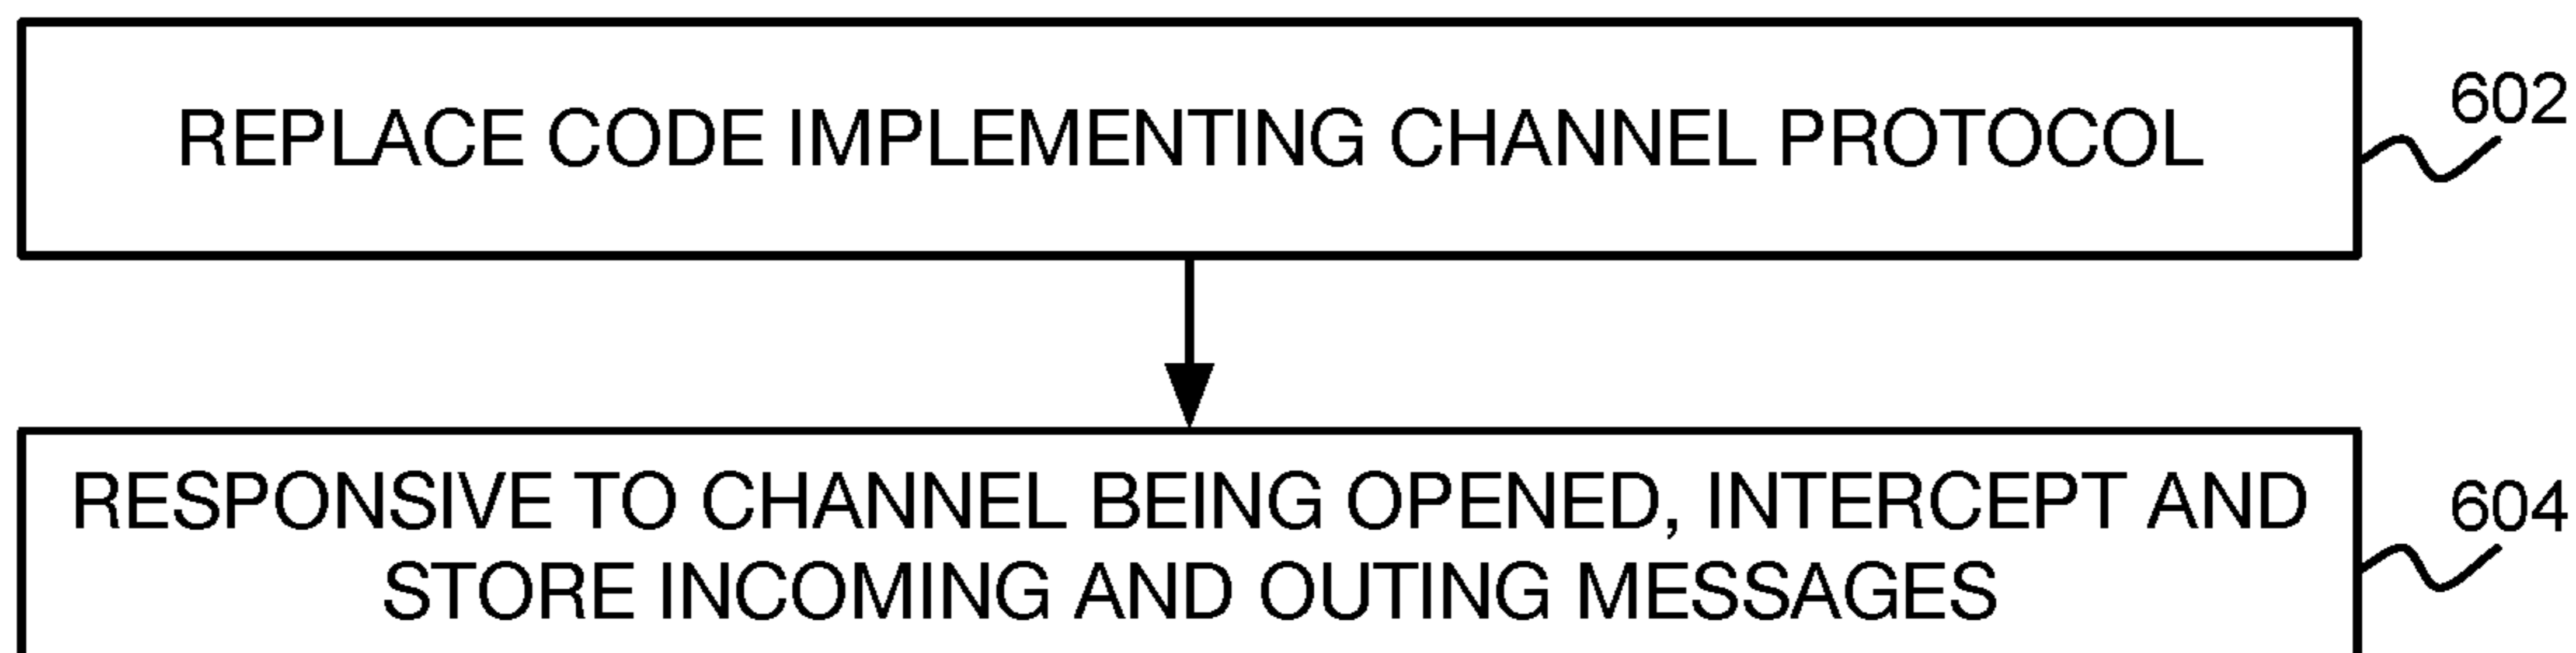 REPLACE CODE IMPLEMENTING CHANNEL PROTOCOL
602
RESPONSIVE TO CHANNEL BEING OPENED, INTERCEPT AND
STORE INCOMING AND OUTING MESSAGES
604